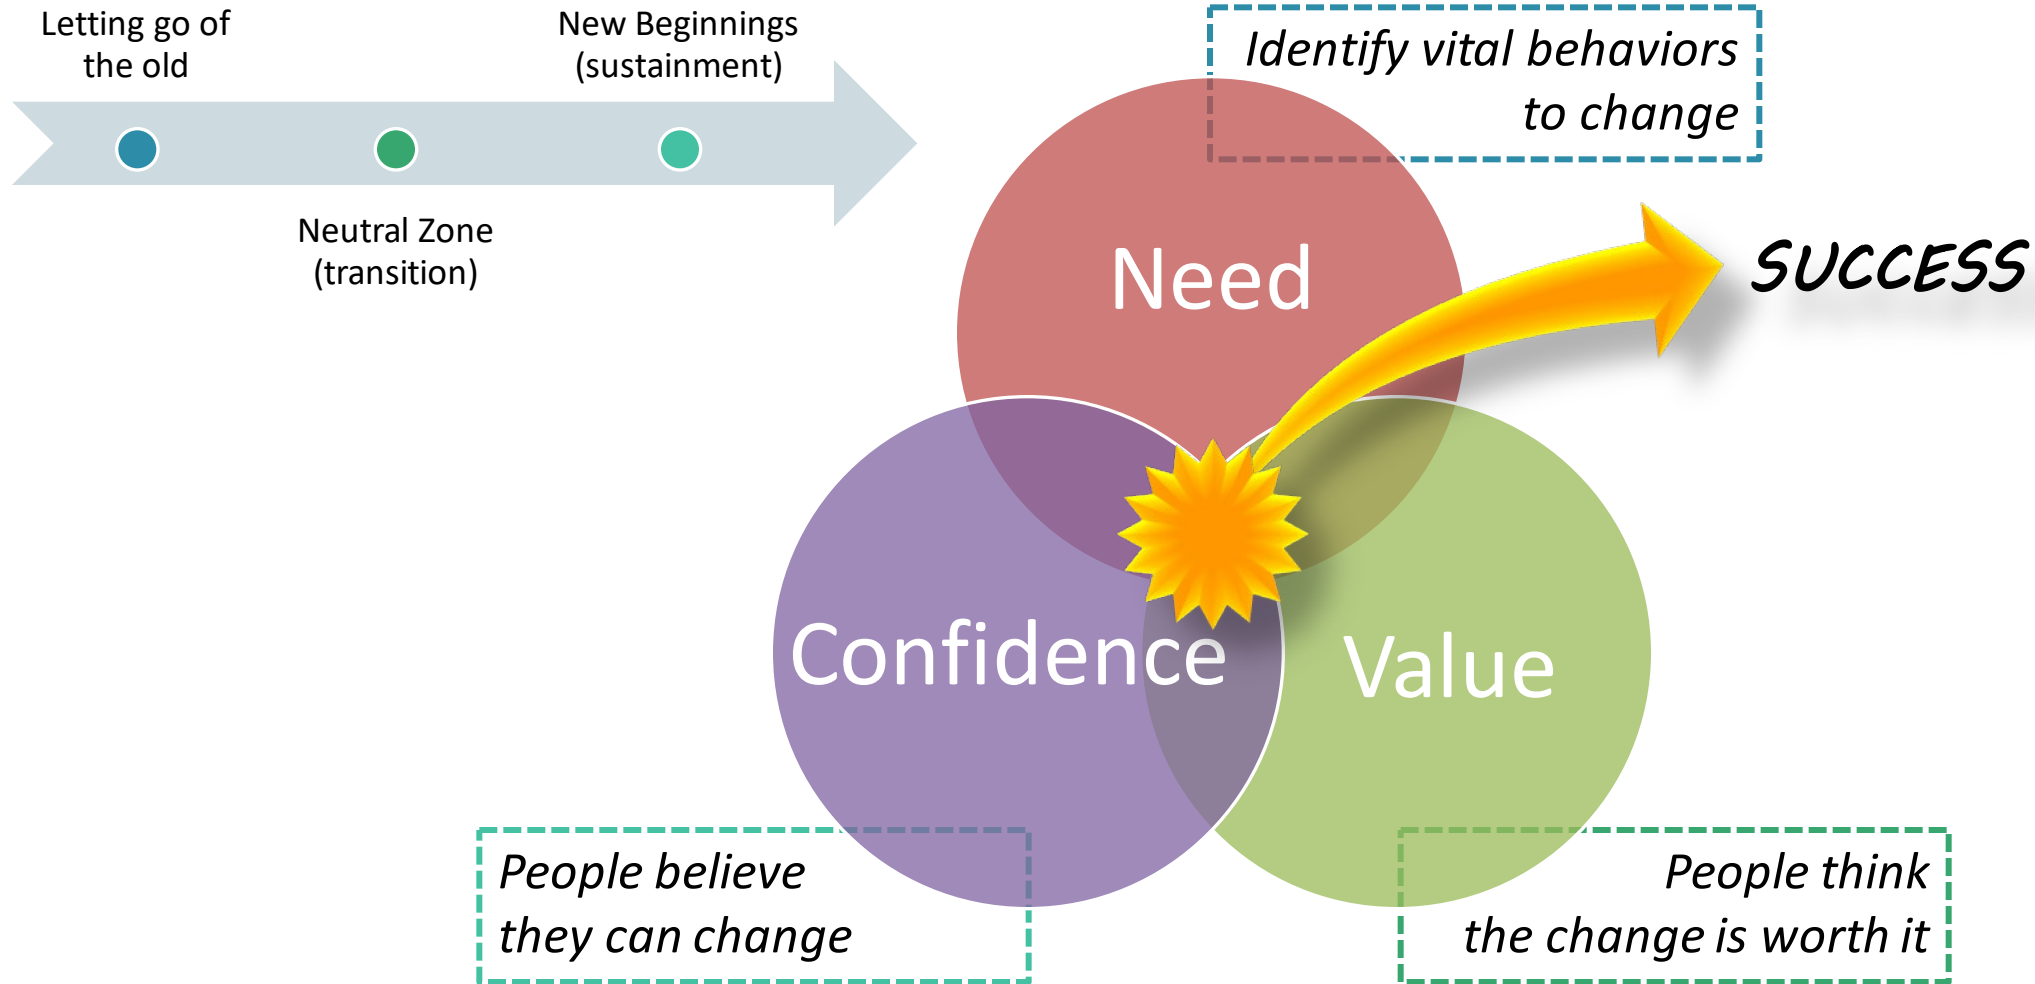 Letting go of
the old
New Beginnings
(sustainment)
Neutral Zone
(transition)
Identify vital behaviors
to change
Need
SUCCESS
Confidence
Value
People believe
they can change
People think
the change is worth it